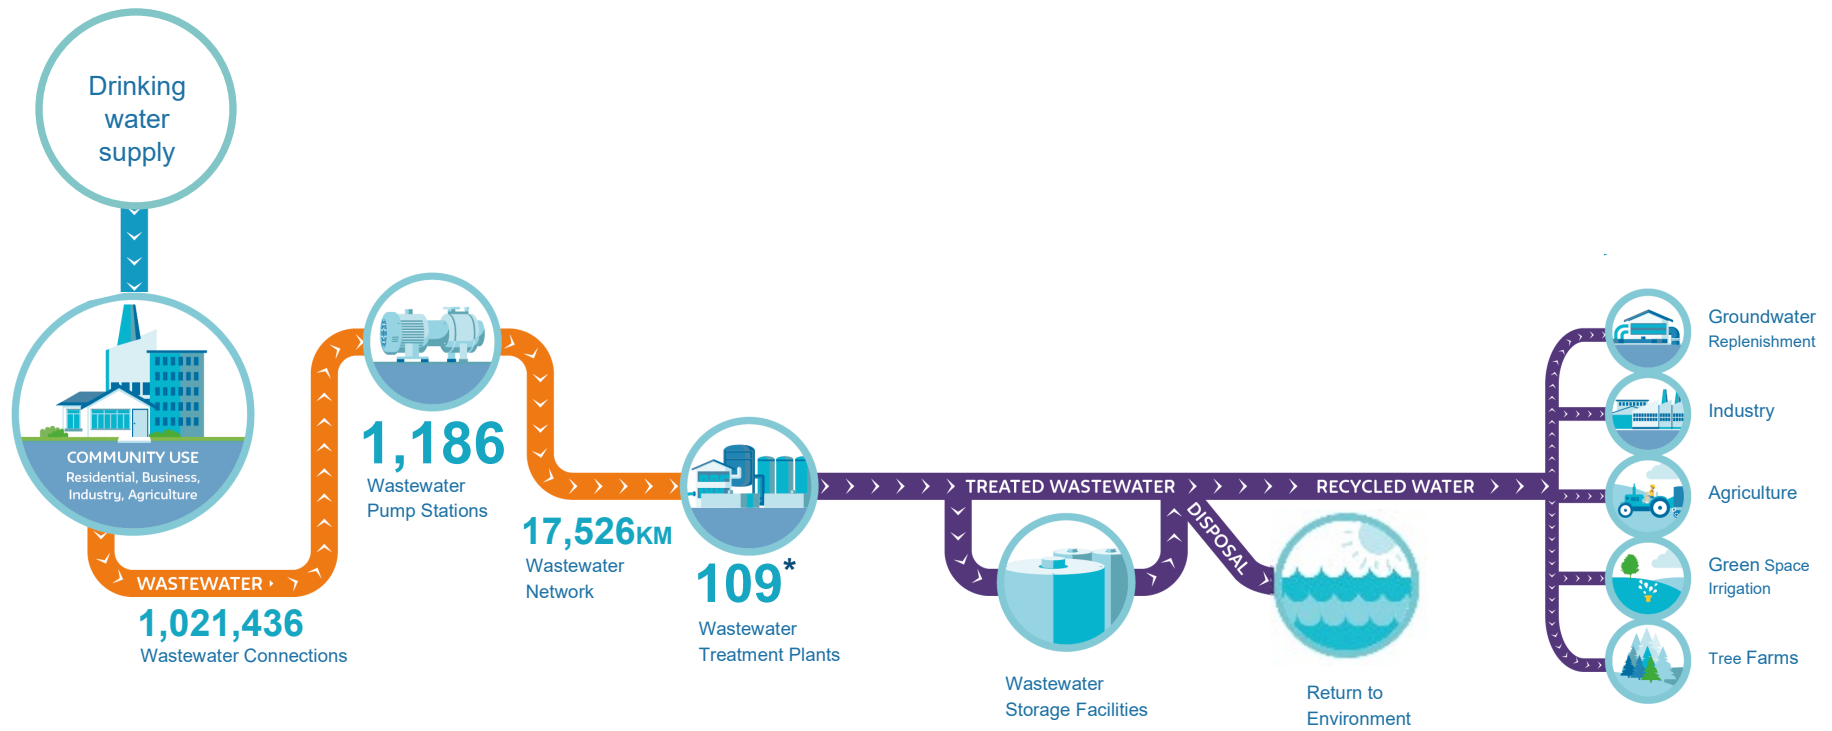 Drinking
water
supply
COMMUNITY USE
Residential, Business,
Industry, Agriculture
WASTEWATER
1,021,436
Wastewater Connections
1,186
Wastewater
Pump Stations
17,526KM
Wastewater
Network
109*
Wastewater
Treatment Plants
TREATED WASTEWATER
Wastewater
Storage Facilities
DISPOSAL
Return to
Environment
RECYCLED WATER
Groundwater
Replenishment
Industry
Agriculture
Green Space
Irrigation
Tree Farms